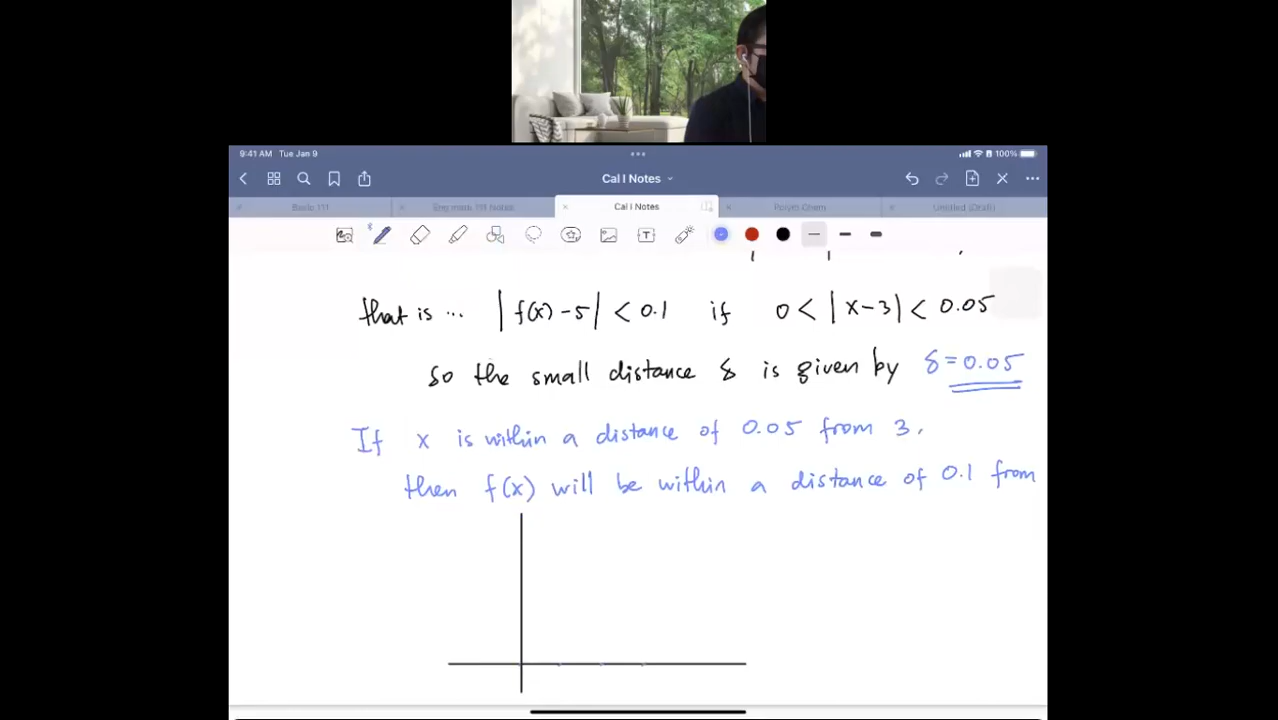 9:41 AM Tue Jan 9
100%
Cal I Notes
Cal I Notes
that is ... |f(x)-5| < 0.1 if 0 < |x-3| < 0.05
so the small distance δ is given by δ = 0.05
If x is within a distance of 0.05 from 3,
then f(x) will be within a distance of 0.1 from